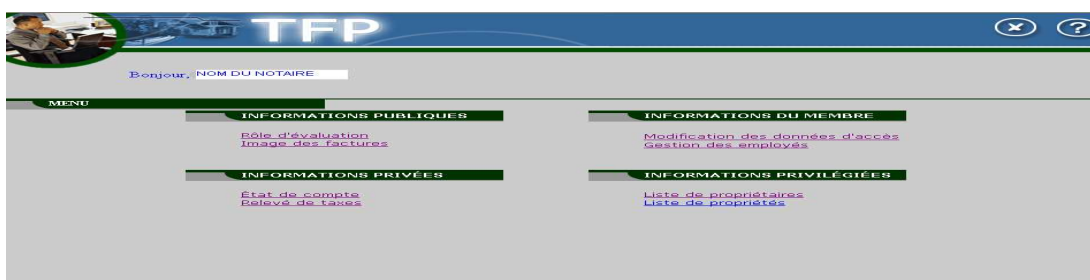 TFP
?
Bonjour, NOM DU NOTAIRE
MENU
INFORMATIONS PUBLIQUES
Rôle d'évaluation
Image des factures
INFORMATIONS DU MEMBRE
Modification des données d'accès
Gestion des employés
INFORMATIONS PRIVÉES
État de compte
Relevé de taxes
INFORMATIONS PRIVILÉGIÉES
Liste de propriétaires
Liste de propriétés